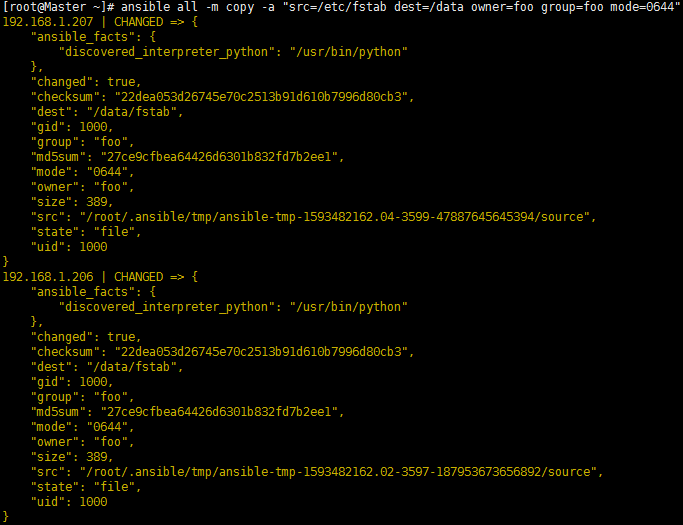 [root@Master ~]# ansible all -m copy -a "src=/etc/fstab dest=/data owner=foo group=foo mode=0644"
192.168.1.207 | CHANGED => {
    "ansible_facts": {
        "discovered_interpreter_python": "/usr/bin/python"
    },
    "changed": true,
    "checksum": "22dea053d26745e70c2513b91d610b7996d80cb3",
    "dest": "/data/fstab",
    "gid": 1000,
    "group": "foo",
    "md5sum": "27ce9cfbea64426d6301b832fd7b2ee1",
    "mode": "0644",
    "owner": "foo",
    "size": 389,
    "src": "/root/.ansible/tmp/ansible-tmp-1593482162.04-3599-47887645645394/source",
    "state": "file",
    "uid": 1000
}
192.168.1.206 | CHANGED => {
    "ansible_facts": {
        "discovered_interpreter_python": "/usr/bin/python"
    },
    "changed": true,
    "checksum": "22dea053d26745e70c2513b91d610b7996d80cb3",
    "dest": "/data/fstab",
    "gid": 1000,
    "group": "foo",
    "md5sum": "27ce9cfbea64426d6301b832fd7b2ee1",
    "mode": "0644",
    "owner": "foo",
    "size": 389,
    "src": "/root/.ansible/tmp/ansible-tmp-1593482162.02-3597-187953673656892/source",
    "state": "file",
    "uid": 1000
}